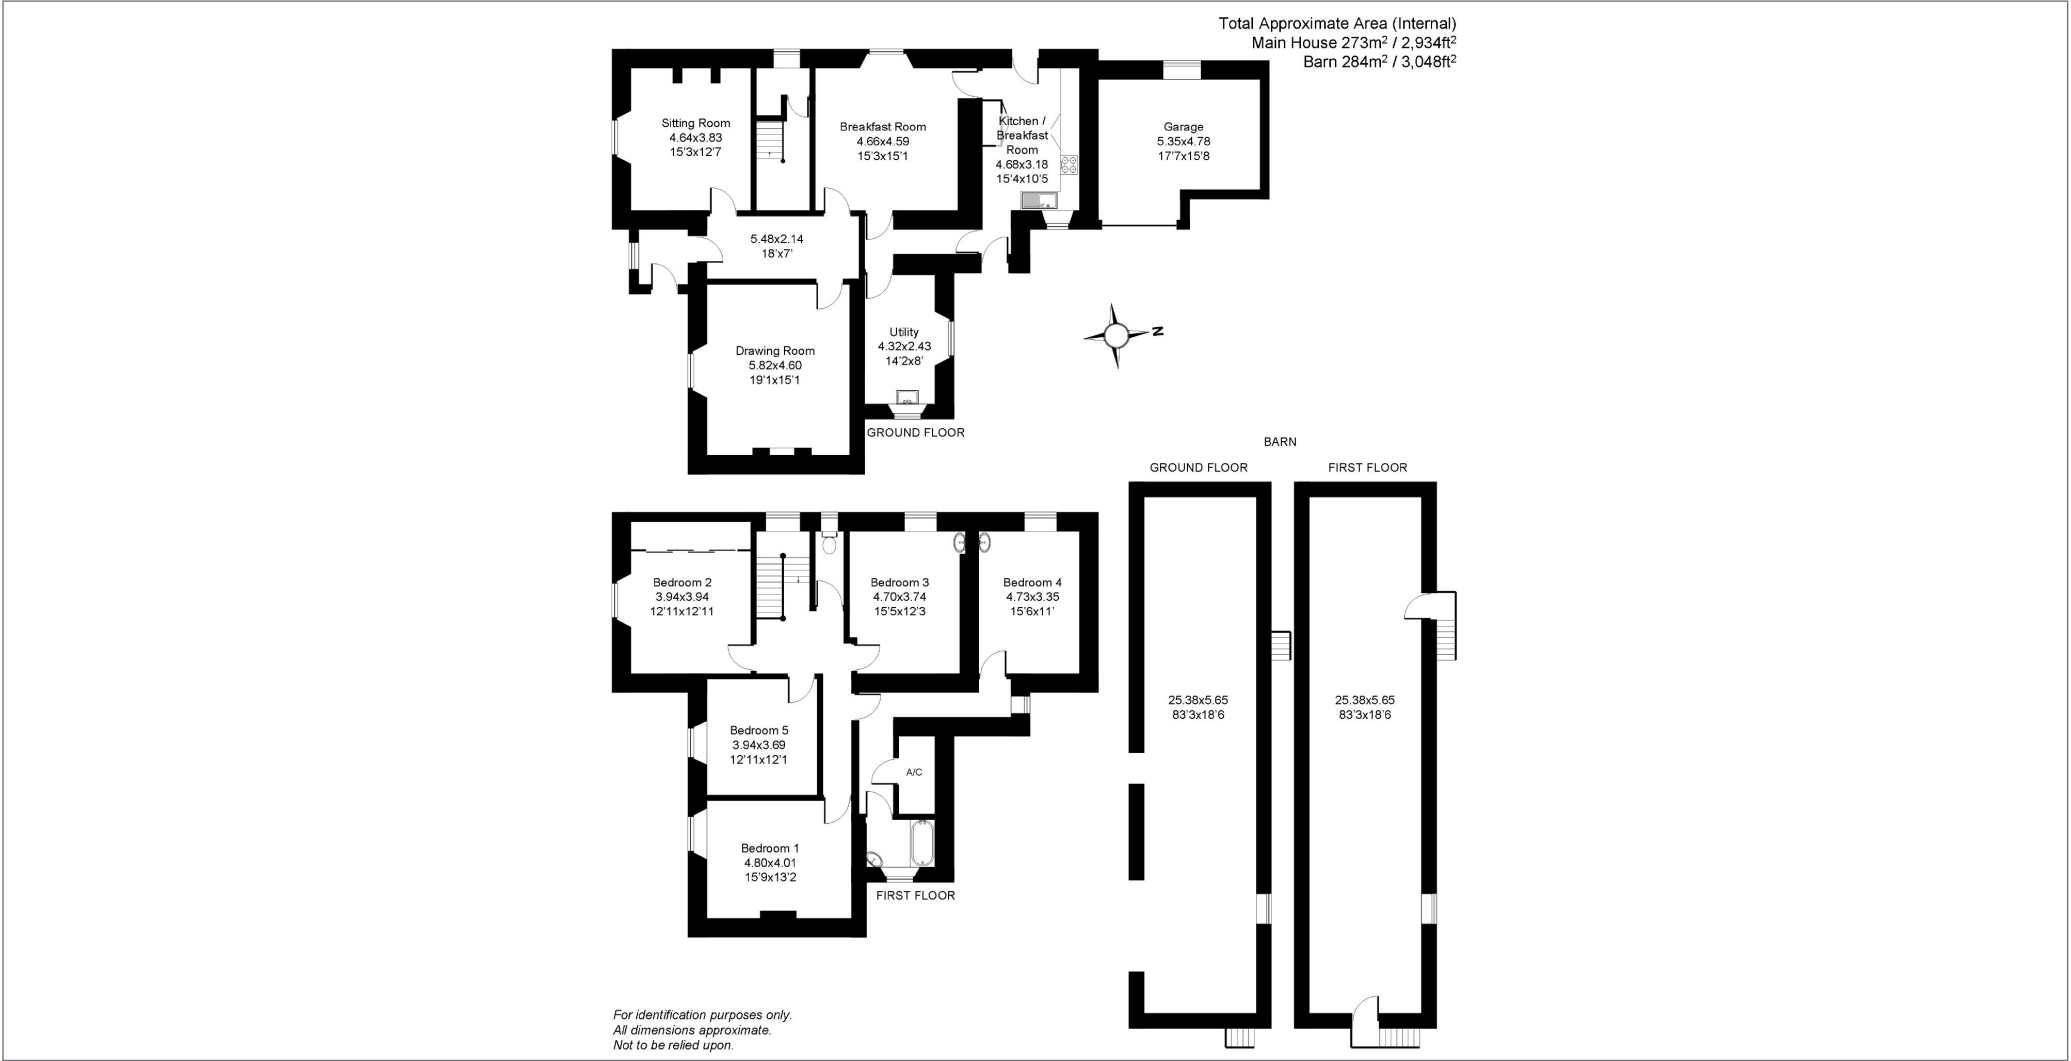 Total Approximate Area (Internal)
Main House 273m² / 2,934ft²
Barn 284m² / 3,048ft²
Sitting Room
4.64x3.83
15'3x12'7
Breakfast Room
4.66x4.59
15'3x15'1
Kitchen /
Breakfast
Room
4.68x3.18
15'4x10'5
Garage
5.35x4.78
17'7x15'8
5.48x2.14
18'x7'
Drawing Room
5.82x4.60
19'1x15'1
Utility
4.32x2.43
14'2x8'
N
GROUND FLOOR
BARN
GROUND FLOOR
FIRST FLOOR
Bedroom 2
3.94x3.94
12'11x12'11
Bedroom 3
4.70x3.74
15'5x12'3
Bedroom 4
4.73x3.35
15'6x11'
Bedroom 5
3.94x3.69
12'11x12'1
A/C
Bedroom 1
4.80x4.01
15'9x13'2
FIRST FLOOR
25.38x5.65
83'3x18'6
25.38x5.65
83'3x18'6
For identification purposes only.
All dimensions approximate.
Not to be relied upon.